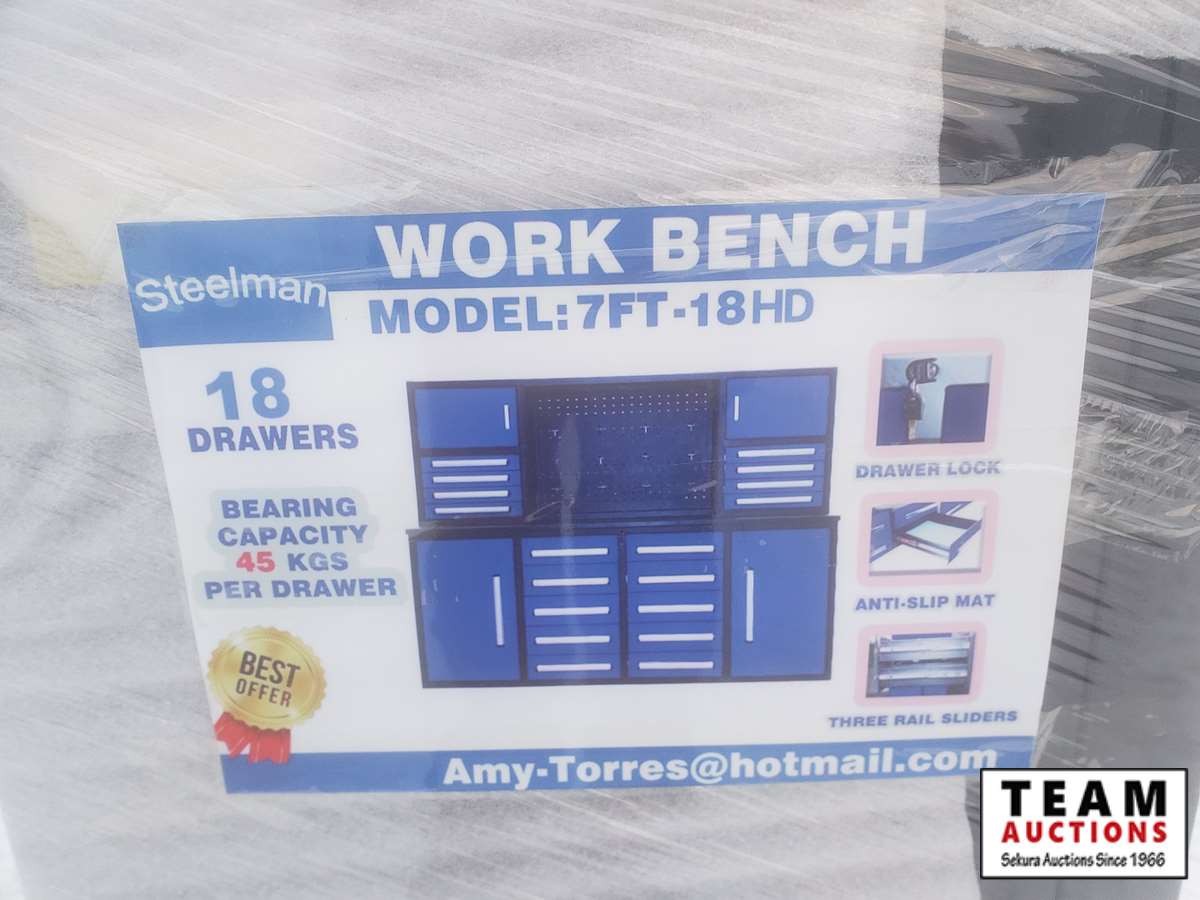 WORK BENCH
Steelman
MODEL: 7FT-18HD
18
DRAWERS
BEARING
CAPACITY
45 KGS
PER DRAWER
BEST
OFFER
DRAWER LOCK
ANTI-SLIP MAT
THREE RAIL SLIDERS
Amy-Torres@hotmail.com
TEAM
AUCTIONS
Sekura Auctions Since 1966